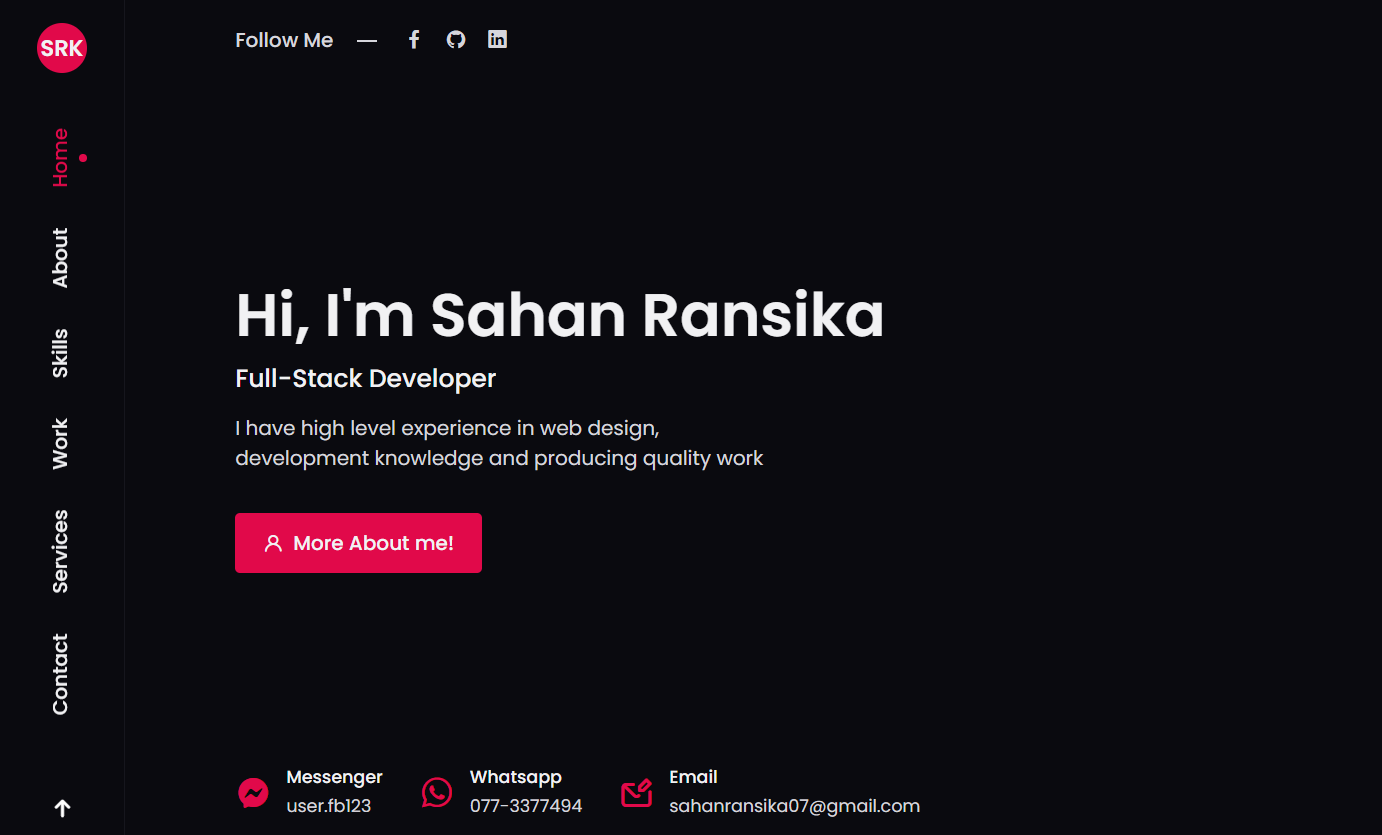 SRK
Home
About
Skills
Work
Services
Contact
Follow Me
Hi, I'm Sahan Ransika
Full-Stack Developer
I have high level experience in web design,
development knowledge and producing quality work
More About me!
Messenger
user.fb123
Whatsapp
077-3377494
Email
sahanransika07@gmail.com